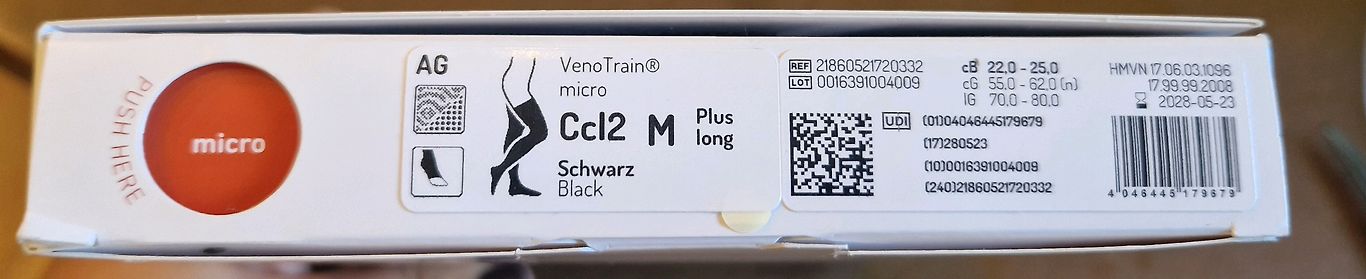 PUSH HERE
micro
AG
VenoTrain®
micro
Ccl2 M Plus long
Schwarz
Black
REF 21860521720332
LOT 0016391004009
cB 22,0 - 25,0
cG 55,0 - 62,0 (n)
lG 70,0 - 80,0
UDI (01)04046445179679
(17)280523
(10)0016391004009
(240)21860521720332
HMVN 17.06.03.1096
17.99.99.2008
2028-05-23
4 046445 179679